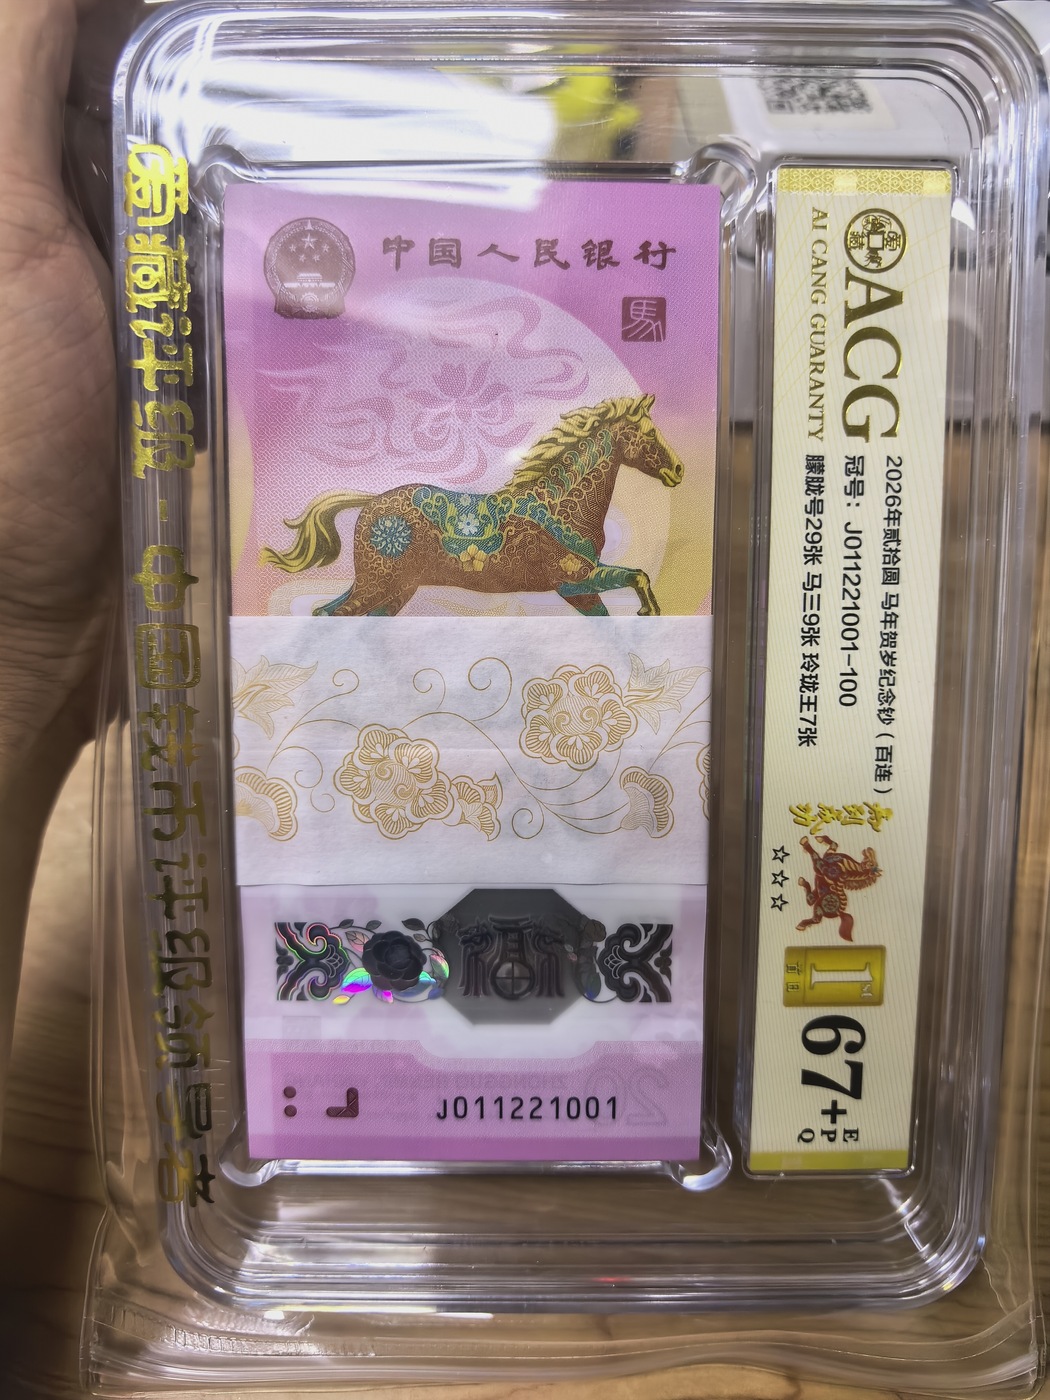 中国人民银行
馬
J011221001
爱藏评级 - 中国钱币评级领导者
ACG
AI CANG GUARANTY
2026年贰拾圆 马年贺岁纪念钞（百连）
冠号：J011221001-100
朦胧号29张 马三9张 玲珑王7张
☆☆☆
1ST
首日
67+
E
P
Q
20